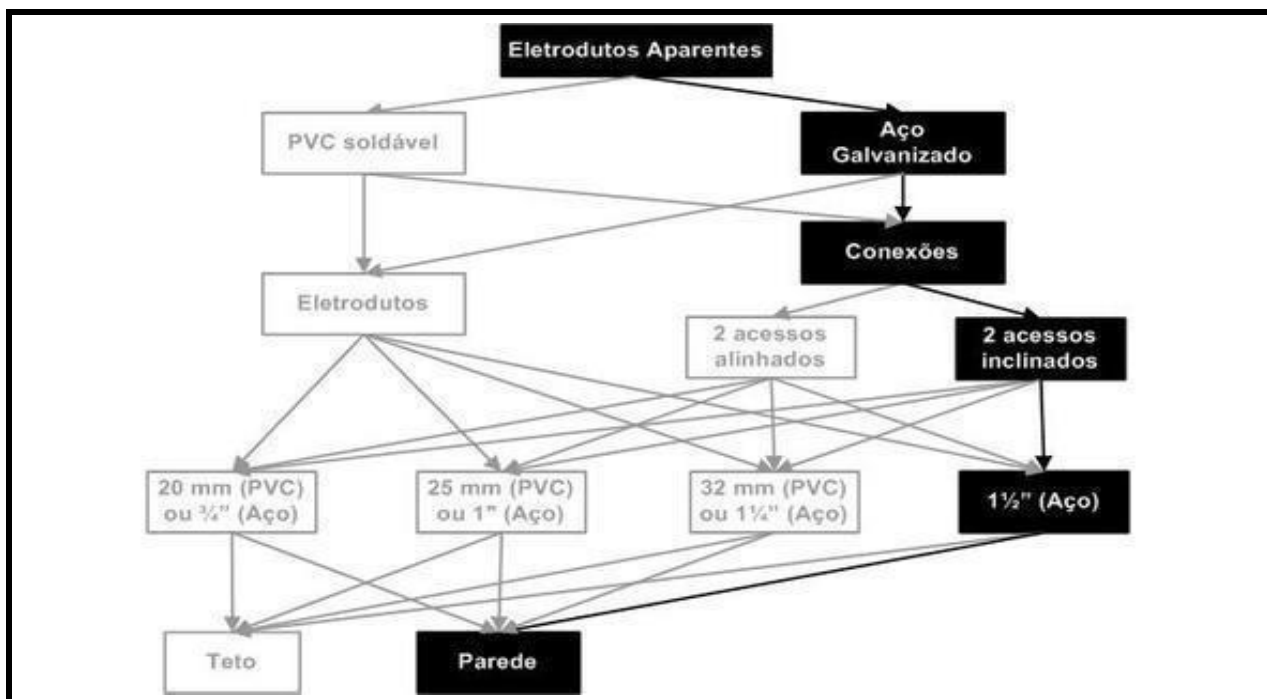 Eletrodutos Aparentes
PVC soldável
Aço
Galvanizado
Conexões
Eletrodutos
2 acessos
alinhados
2 acessos
inclinados
20 mm (PVC)
ou ¾” (Aço)
25 mm (PVC)
ou 1" (Aço)
32 mm (PVC)
ou 1¼” (Aço)
1½” (Aço)
Teto
Parede